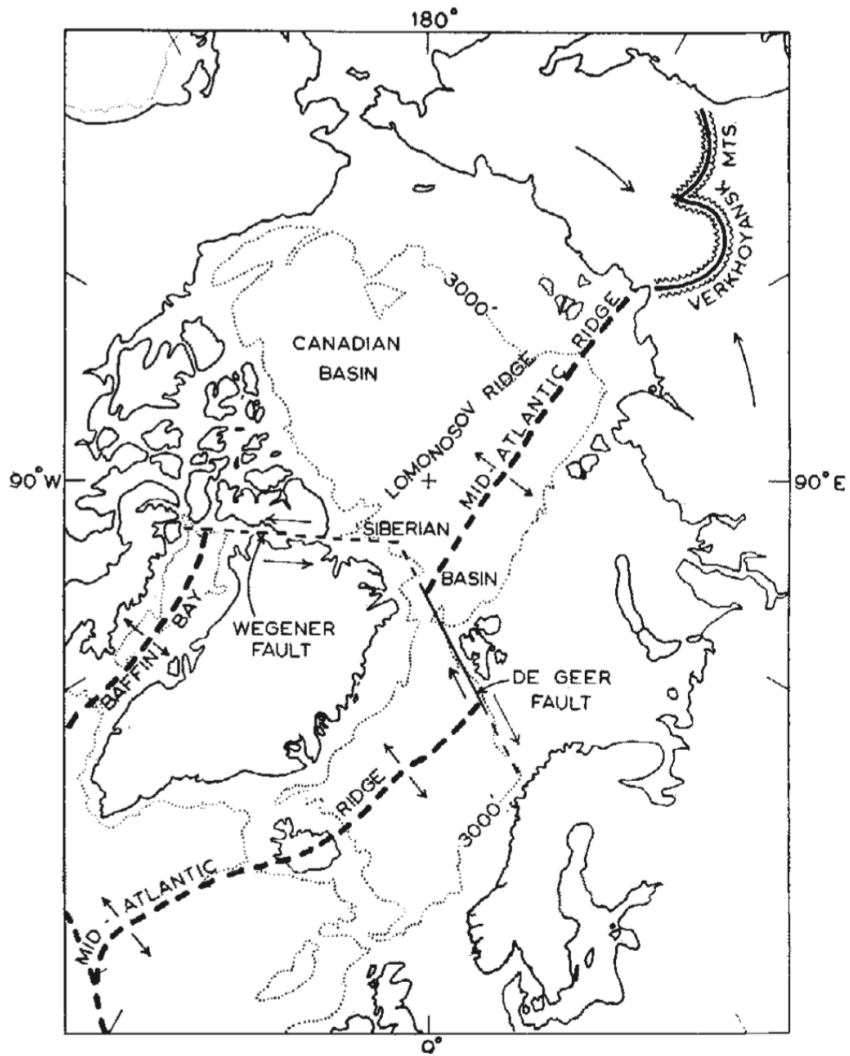 180°
VERKHOYANSK MTS.
3000'
CANADIAN
BASIN
LOMONOSOV RIDGE
MID-ATLANTIC RIDGE
90°W
90°E
SIBERIAN
BASIN
WEGENER
FAULT
BAFFIN BAY
DE GEER
FAULT
3000'
MID-ATLANTIC RIDGE
0°